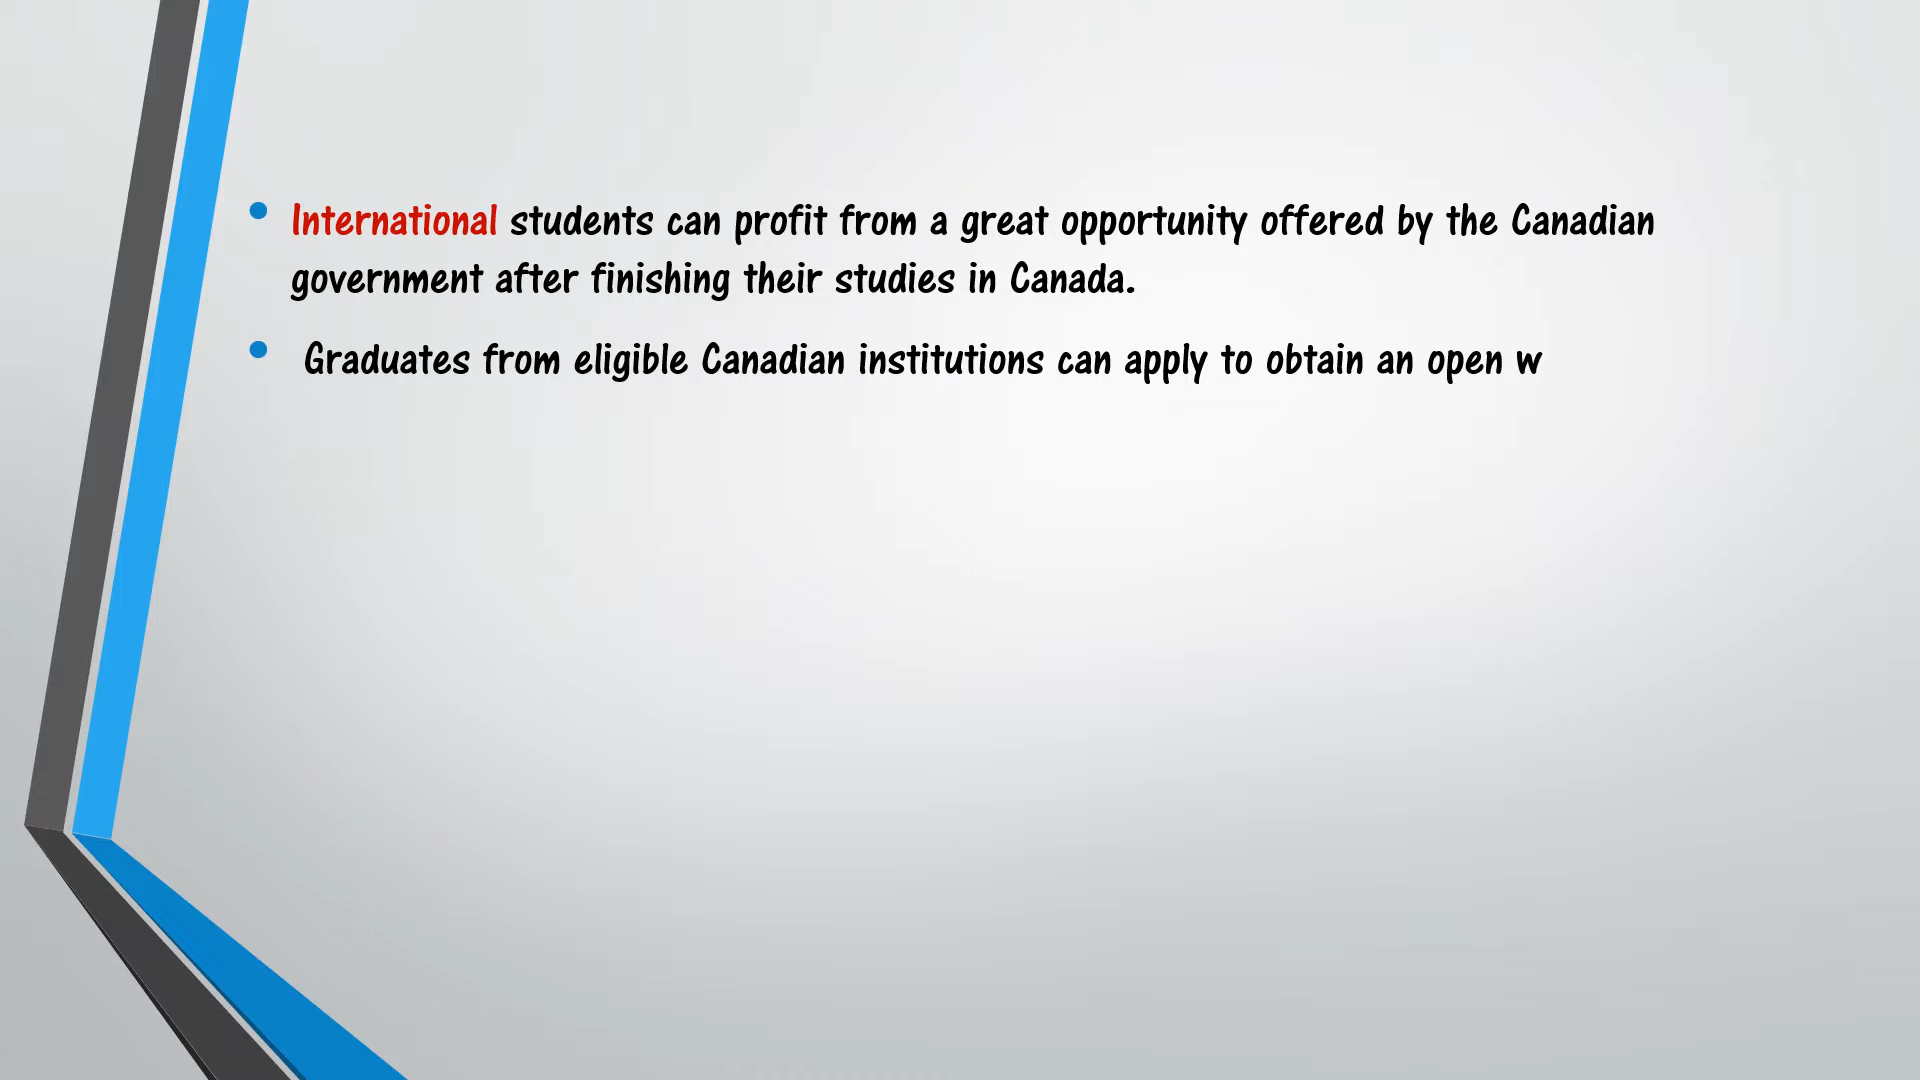 • International students can profit from a great opportunity offered by the Canadian
government after finishing their studies in Canada.
• Graduates from eligible Canadian institutions can apply to obtain an open w